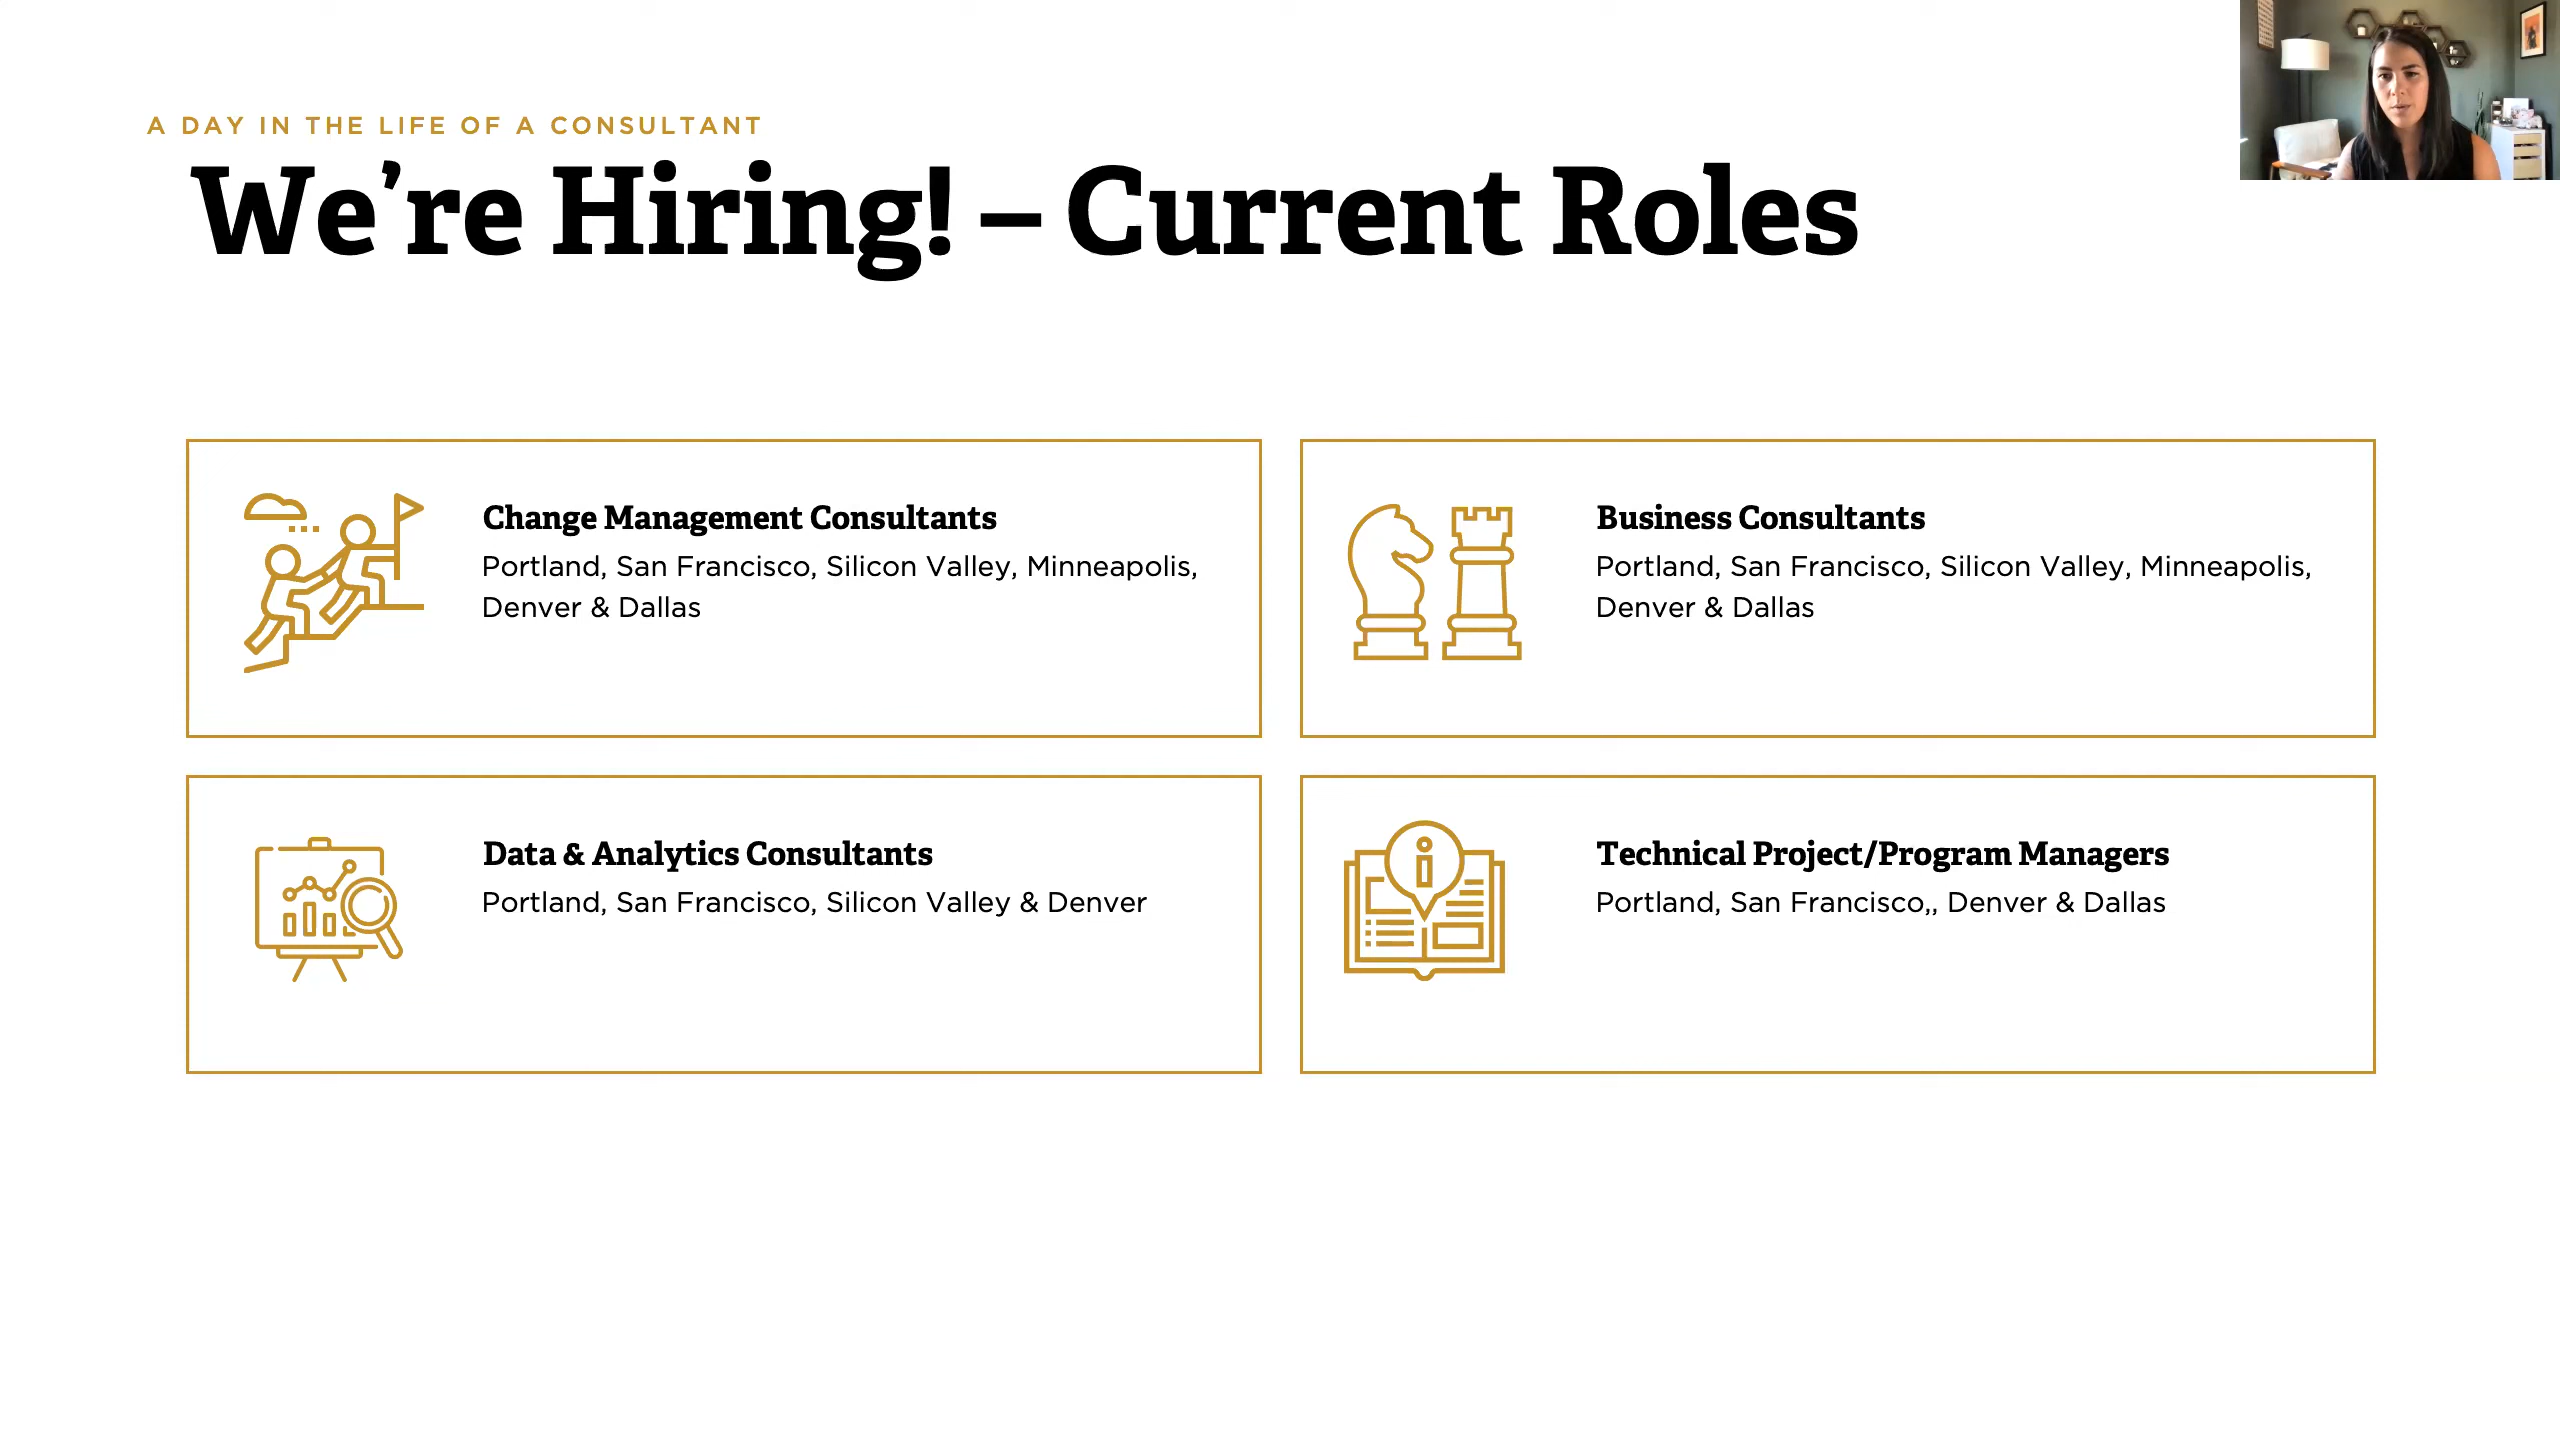 A DAY IN THE LIFE OF A CONSULTANT
We’re Hiring! – Current Roles
Change Management Consultants
Portland, San Francisco, Silicon Valley, Minneapolis,
Denver & Dallas
Business Consultants
Portland, San Francisco, Silicon Valley, Minneapolis,
Denver & Dallas
Data & Analytics Consultants
Portland, San Francisco, Silicon Valley & Denver
Technical Project/Program Managers
Portland, San Francisco,, Denver & Dallas